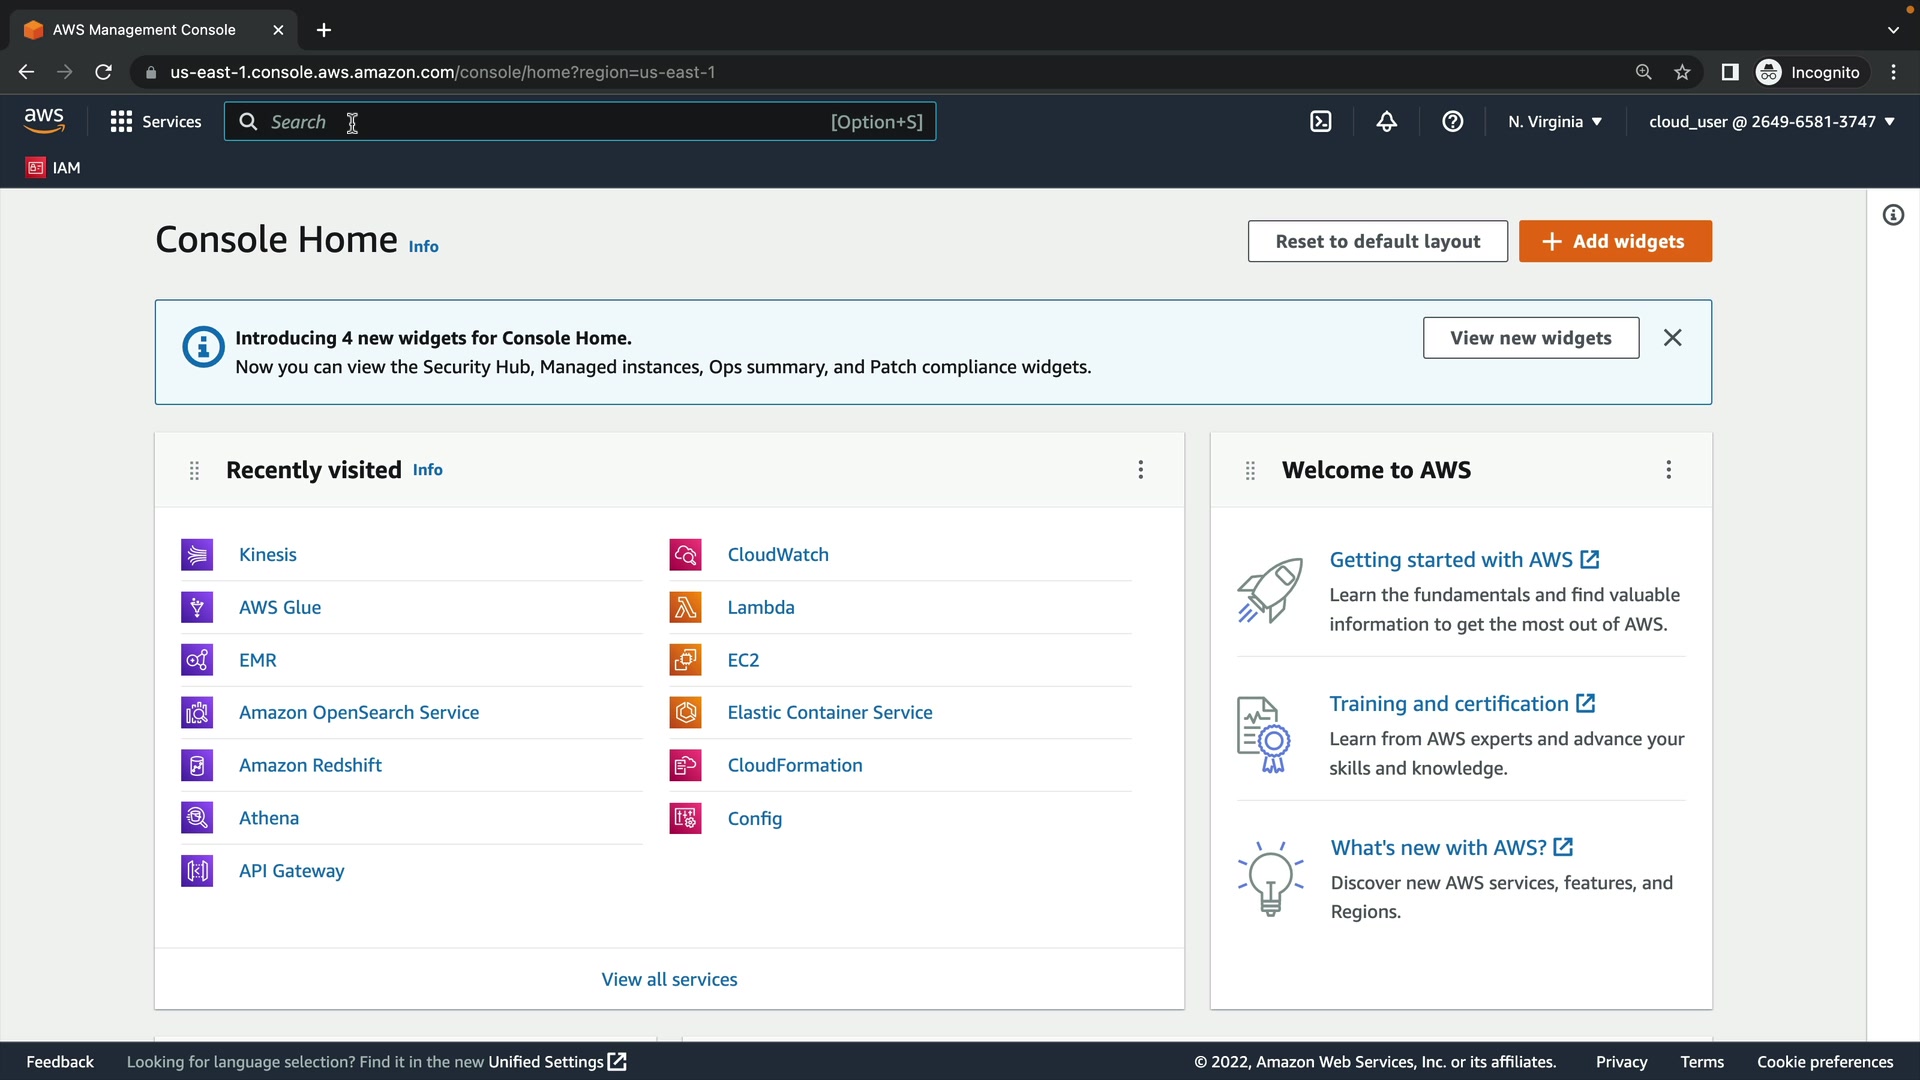 AWS Management Console
us-east-1.console.aws.amazon.com/console/home?region=us-east-1
Incognito
aws
Services
Search
[Option+S]
N. Virginia
cloud_user @ 2649-6581-3747
IAM
Console Home Info
Reset to default layout
Add widgets
Introducing 4 new widgets for Console Home.
Now you can view the Security Hub, Managed instances, Ops summary, and Patch compliance widgets.
View new widgets
Recently visited Info
Kinesis
AWS Glue
EMR
Amazon OpenSearch Service
Amazon Redshift
Athena
API Gateway
CloudWatch
Lambda
EC2
Elastic Container Service
CloudFormation
Config
View all services
Welcome to AWS
Getting started with AWS
Learn the fundamentals and find valuable
information to get the most out of AWS.
Training and certification
Learn from AWS experts and advance your
skills and knowledge.
What's new with AWS?
Discover new AWS services, features, and
Regions.
Feedback
Looking for language selection? Find it in the new Unified Settings
© 2022, Amazon Web Services, Inc. or its affiliates.
Privacy
Terms
Cookie preferences